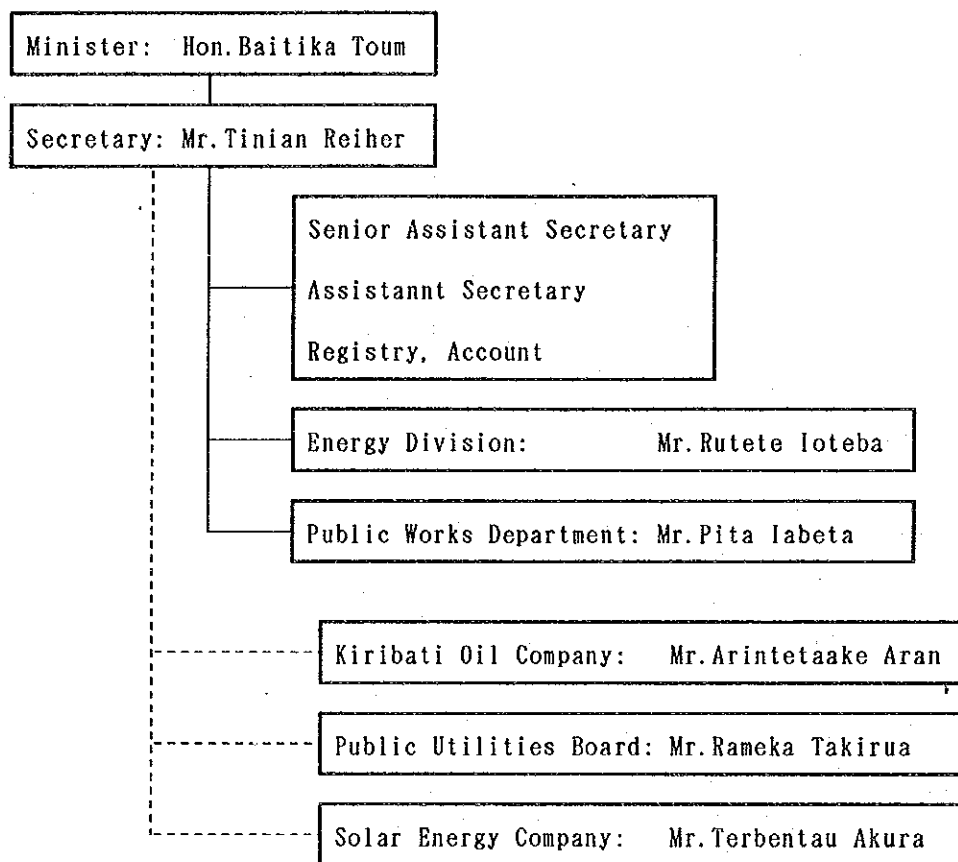 Minister: Hon.Baitika Toum
Secretary: Mr.Tinian Reiher
Senior Assistant Secretary
Assistannt Secretary
Registry, Account
Energy Division: Mr.Rutete Ioteba
Public Works Department: Mr.Pita Iabeta
Kiribati Oil Company: Mr.Arintetaake Aran
Public Utilities Board: Mr.Rameka Takirua
Solar Energy Company: Mr.Terbentau Akura